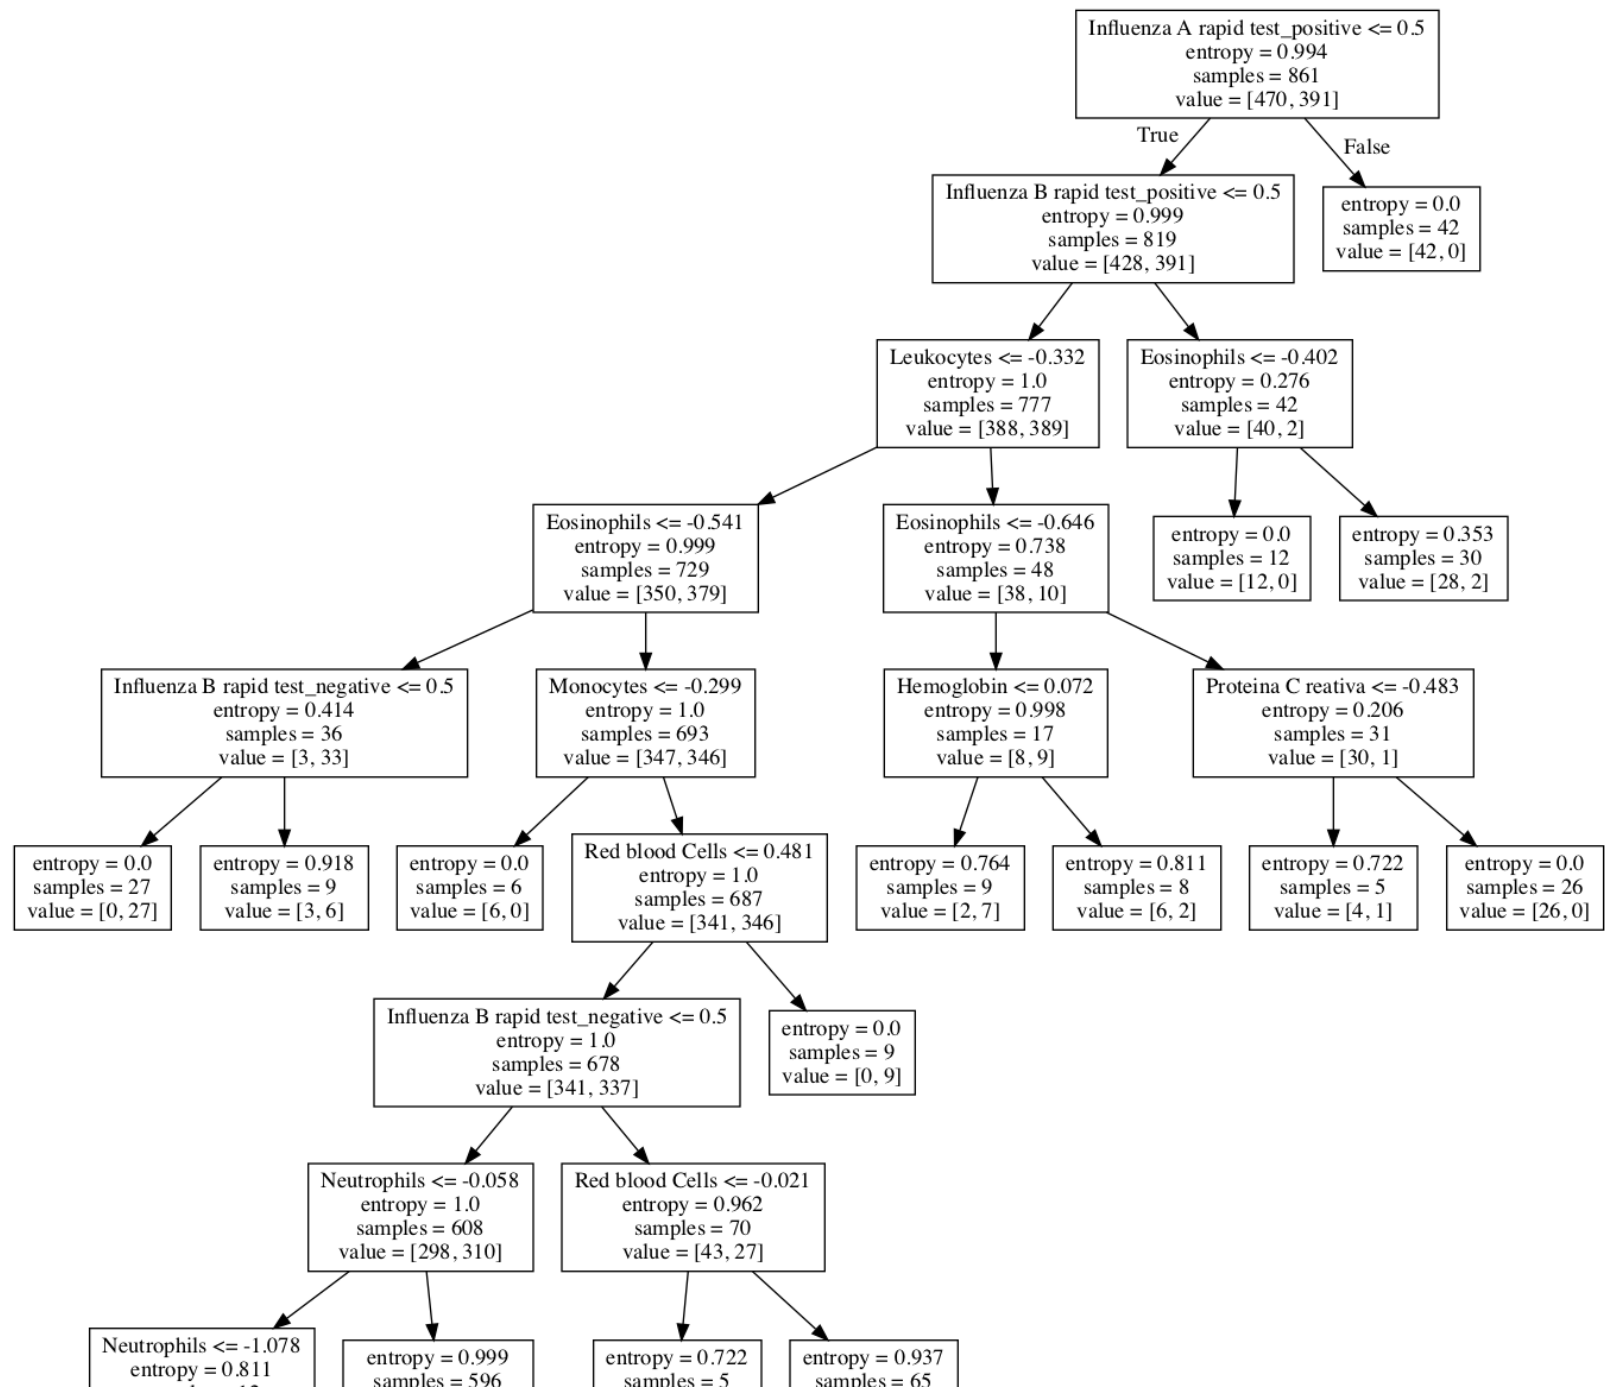 Influenza A rapid test_positive <= 0.5
entropy = 0.994
samples = 861
value = [470, 391]
True
False
Influenza B rapid test_positive <= 0.5
entropy = 0.999
samples = 819
value = [428, 391]
entropy = 0.0
samples = 42
value = [42, 0]
Leukocytes <= -0.332
entropy = 1.0
samples = 777
value = [388, 389]
Eosinophils <= -0.402
entropy = 0.276
samples = 42
value = [40, 2]
Eosinophils <= -0.541
entropy = 0.999
samples = 729
value = [350, 379]
Eosinophils <= -0.646
entropy = 0.738
samples = 48
value = [38, 10]
entropy = 0.0
samples = 12
value = [12, 0]
entropy = 0.353
samples = 30
value = [28, 2]
Influenza B rapid test_negative <= 0.5
entropy = 0.414
samples = 36
value = [3, 33]
Monocytes <= -0.299
entropy = 1.0
samples = 693
value = [347, 346]
Hemoglobin <= 0.072
entropy = 0.998
samples = 17
value = [8, 9]
Proteina C reativa <= -0.483
entropy = 0.206
samples = 31
value = [30, 1]
entropy = 0.0
samples = 27
value = [0, 27]
entropy = 0.918
samples = 9
value = [3, 6]
entropy = 0.0
samples = 6
value = [6, 0]
Red blood Cells <= 0.481
entropy = 1.0
samples = 687
value = [341, 346]
entropy = 0.764
samples = 9
value = [2, 7]
entropy = 0.811
samples = 8
value = [6, 2]
entropy = 0.722
samples = 5
value = [4, 1]
entropy = 0.0
samples = 26
value = [26, 0]
Influenza B rapid test_negative <= 0.5
entropy = 1.0
samples = 678
value = [341, 337]
entropy = 0.0
samples = 9
value = [0, 9]
Neutrophils <= -0.058
entropy = 1.0
samples = 608
value = [298, 310]
Red blood Cells <= -0.021
entropy = 0.962
samples = 70
value = [43, 27]
Neutrophils <= -1.078
entropy = 0.811
entropy = 0.999
samples = 596
entropy = 0.722
samples = 5
entropy = 0.937
samples = 65